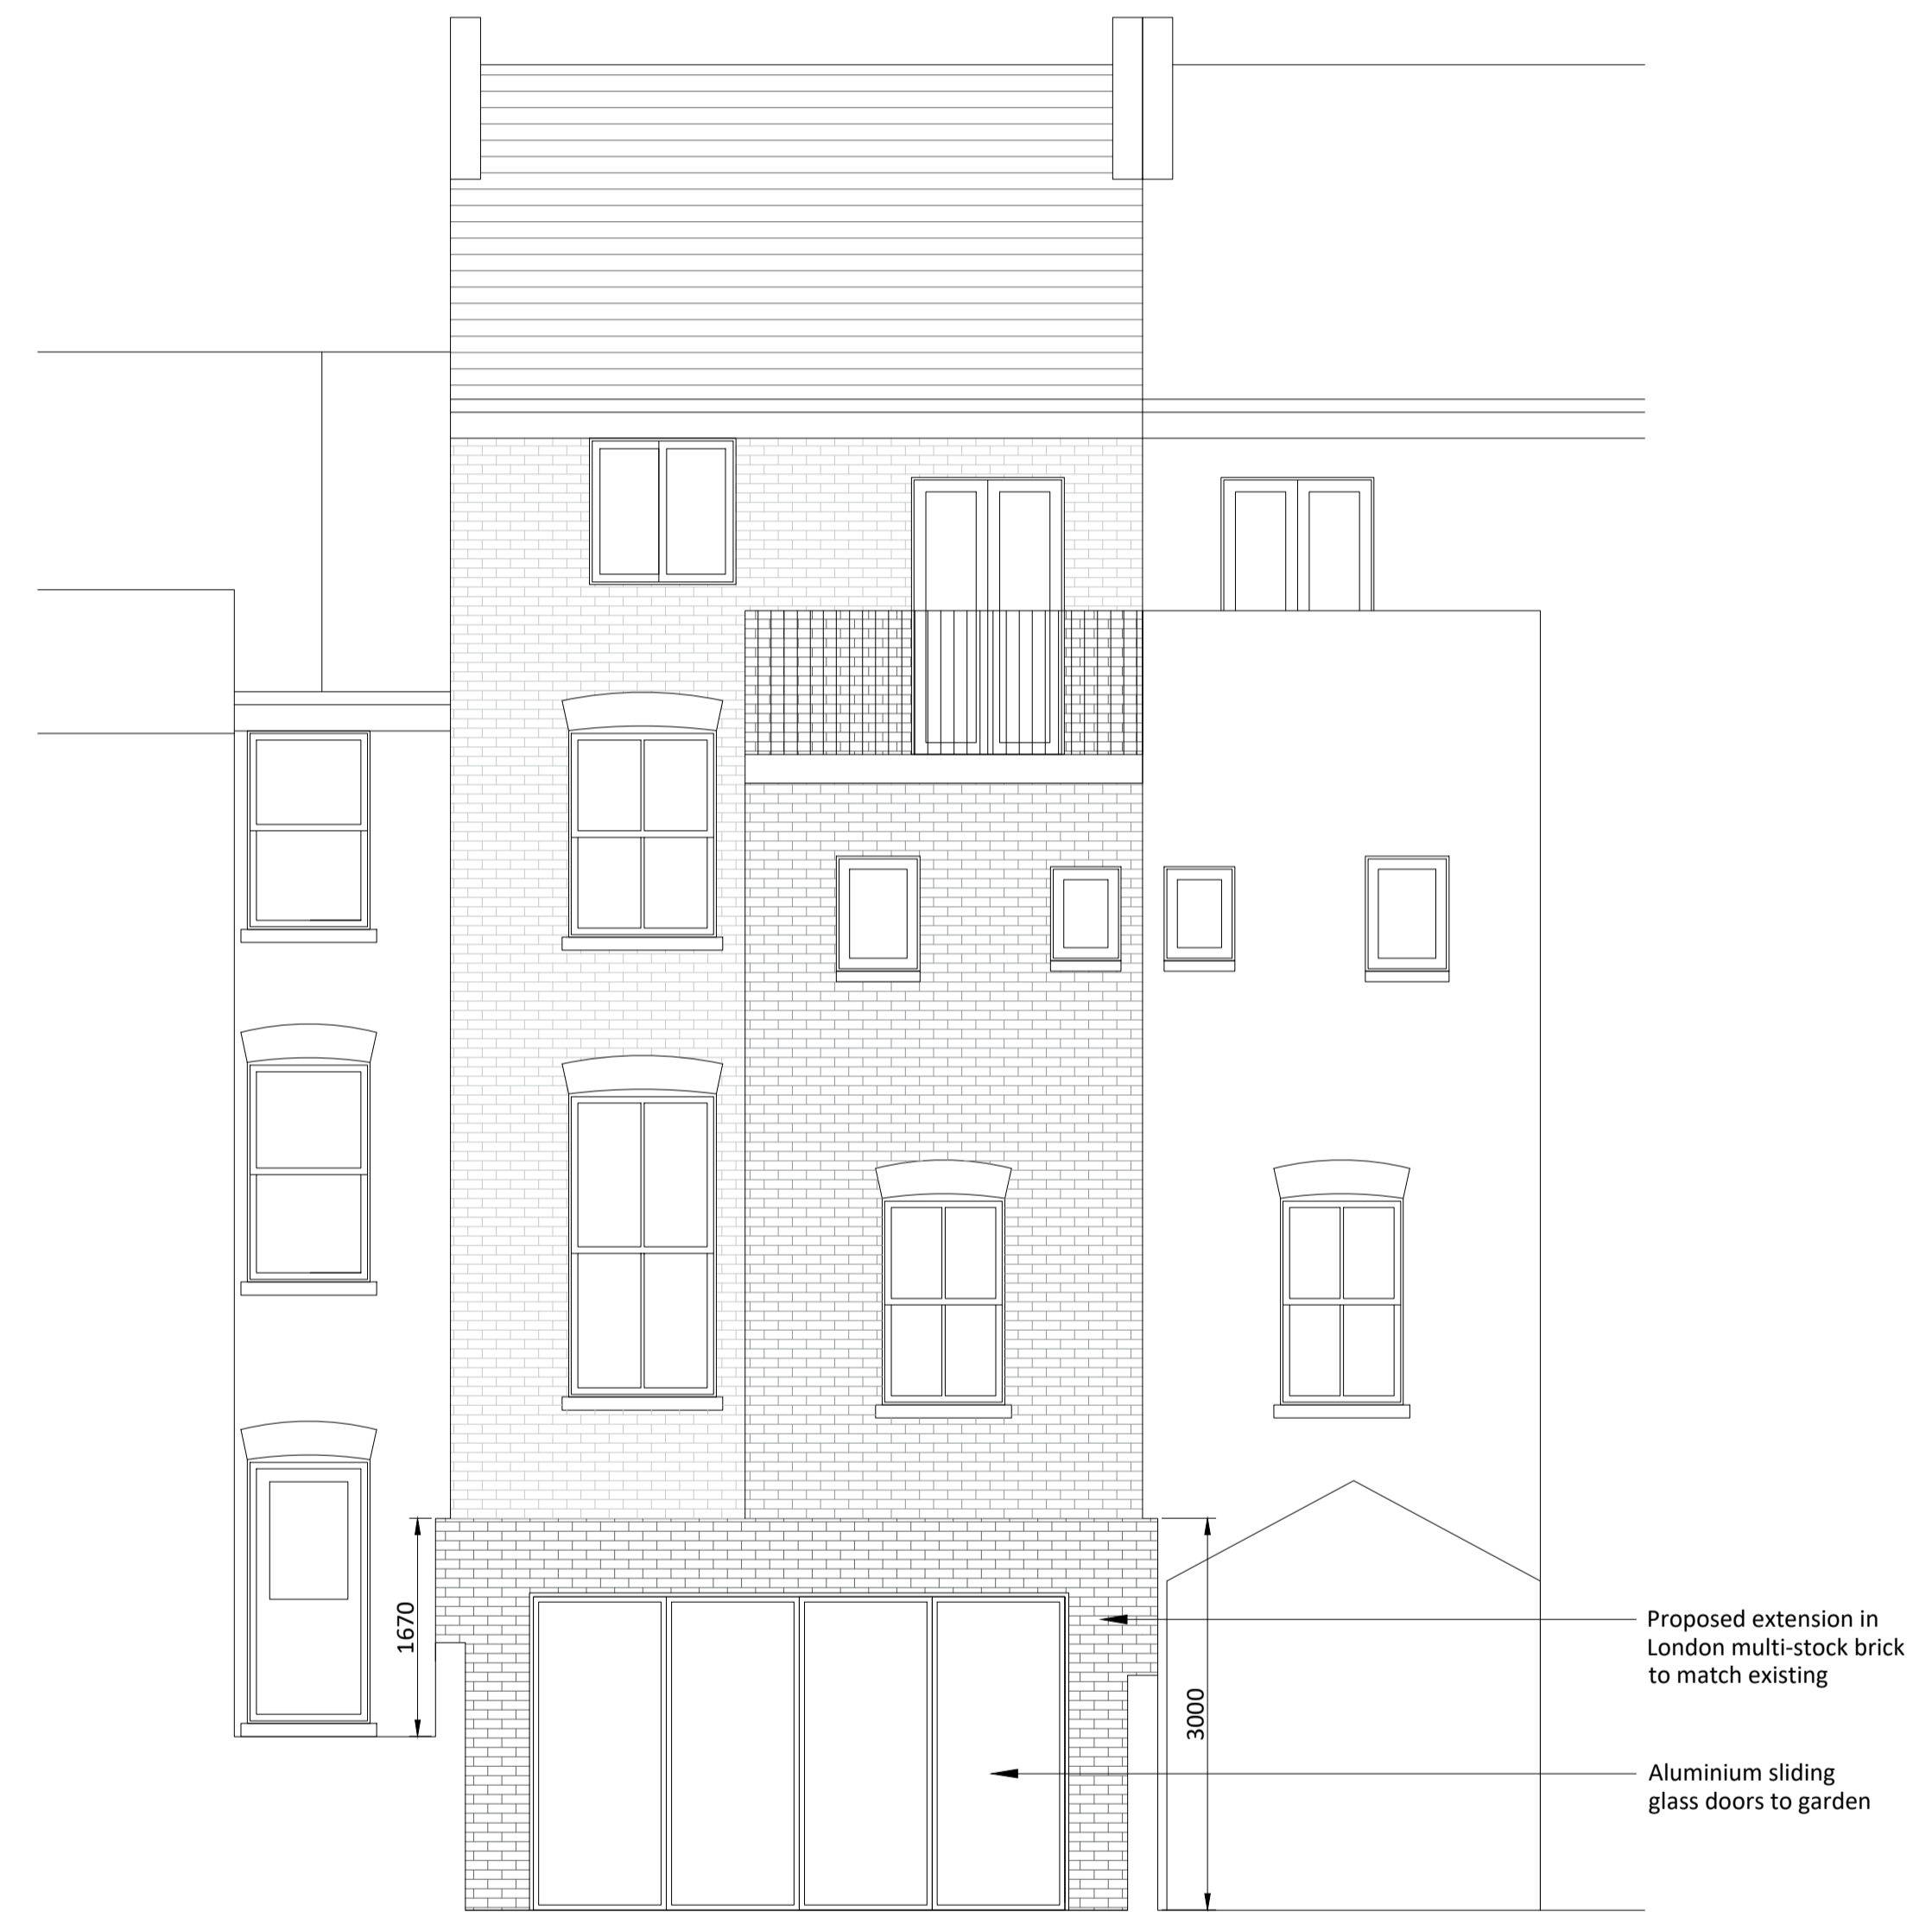 1670
3000
Proposed extension in
London multi-stock brick
to match existing
Aluminium sliding
glass doors to garden